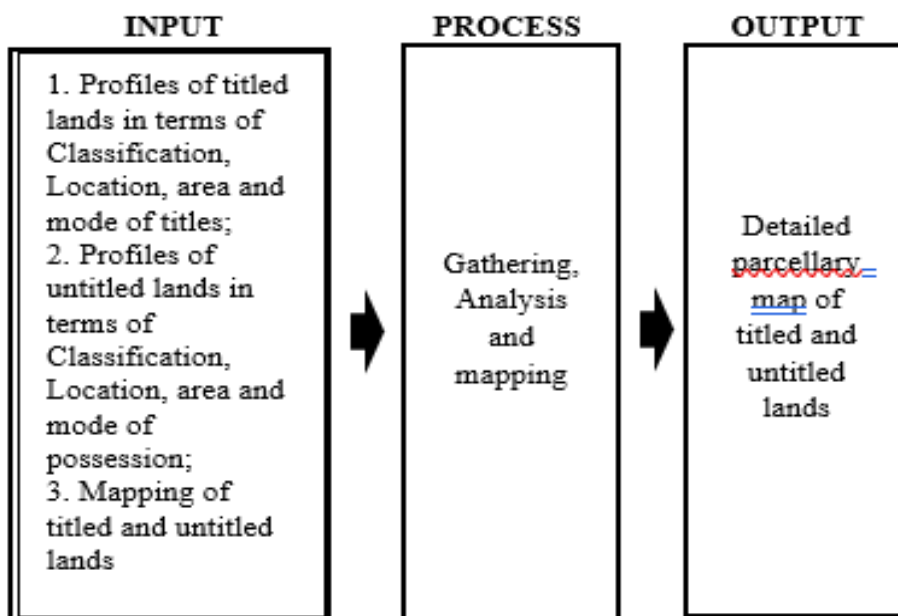 INPUT
1. Profiles of titled
lands in terms of
Classification,
Location, area and
mode of titles;
2. Profiles of
untitled lands in
terms of
Classification,
Location, area and
mode of
possession;
3. Mapping of
titled and untitled
lands
PROCESS
Gathering,
Analysis
and
mapping
OUTPUT
Detailed
parcellary
map of
titled and
untitled
lands